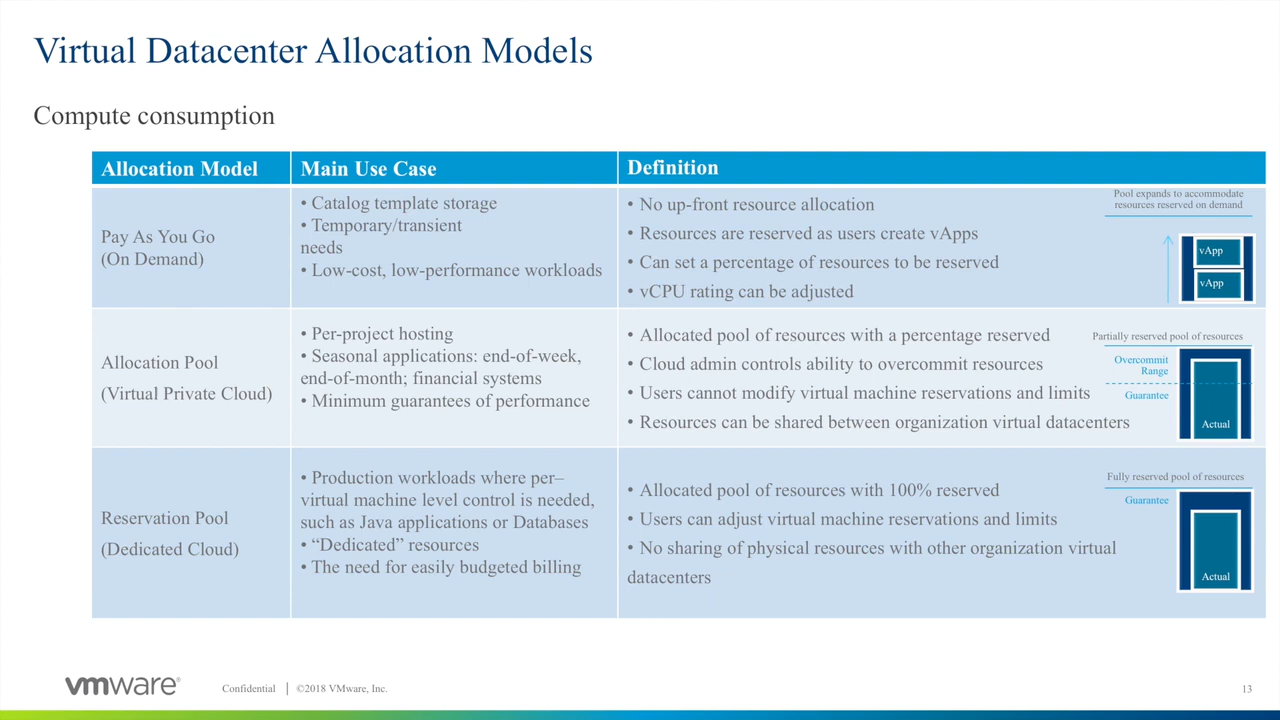 Virtual Datacenter Allocation Models
Compute consumption
Allocation Model
Main Use Case
Definition
Pay As You Go
(On Demand)
• Catalog template storage
• Temporary/transient
needs
• Low-cost, low-performance workloads
• No up-front resource allocation
• Resources are reserved as users create vApps
• Can set a percentage of resources to be reserved
• vCPU rating can be adjusted
Pool expands to accommodate
resources reserved on demand
vApp
vApp
Allocation Pool
(Virtual Private Cloud)
• Per-project hosting
• Seasonal applications: end-of-week,
end-of-month; financial systems
• Minimum guarantees of performance
• Allocated pool of resources with a percentage reserved
• Cloud admin controls ability to overcommit resources
• Users cannot modify virtual machine reservations and limits
• Resources can be shared between organization virtual datacenters
Partially reserved pool of resources
Overcommit
Range
Guarantee
Actual
Reservation Pool
(Dedicated Cloud)
• Production workloads where per–
virtual machine level control is needed,
such as Java applications or Databases
• “Dedicated” resources
• The need for easily budgeted billing
• Allocated pool of resources with 100% reserved
• Users can adjust virtual machine reservations and limits
• No sharing of physical resources with other organization virtual
datacenters
Fully reserved pool of resources
Guarantee
Actual
vmware®
Confidential │ ©2018 VMware, Inc.
13